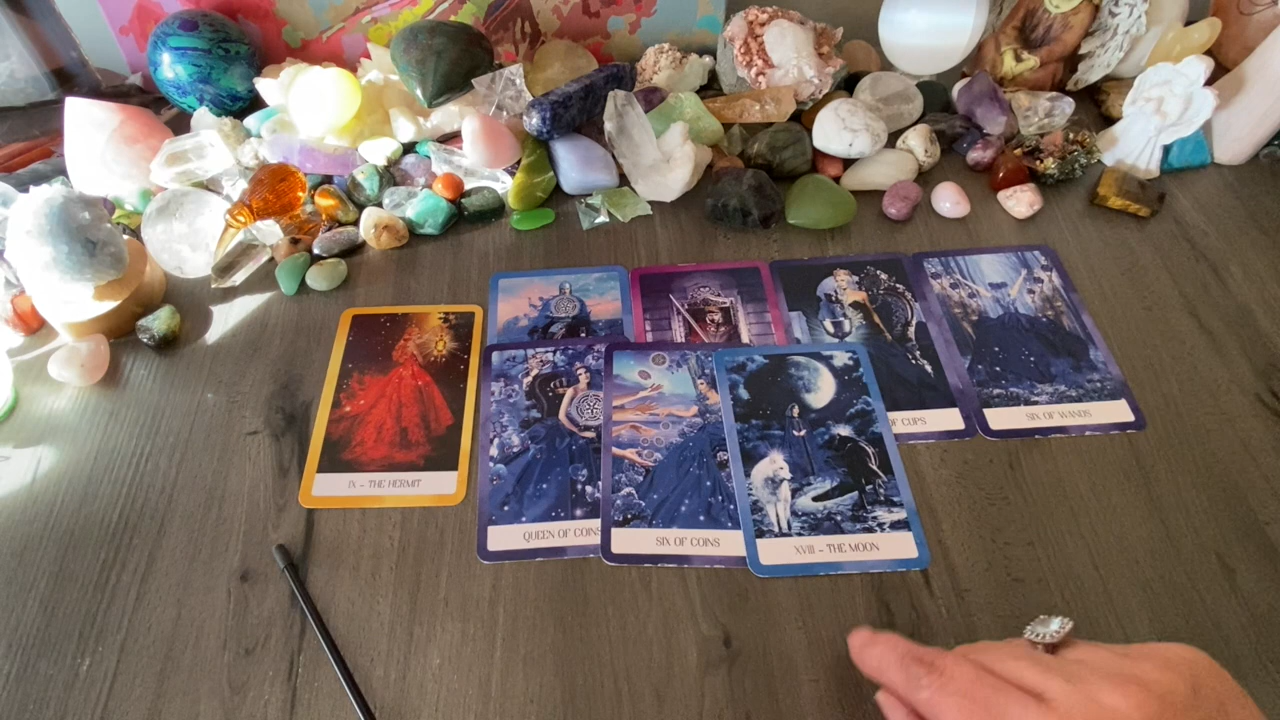 IX – THE HERMIT
QUEEN OF COINS
SIX OF COINS
XVIII – THE MOON
OF CUPS
SIX OF WANDS